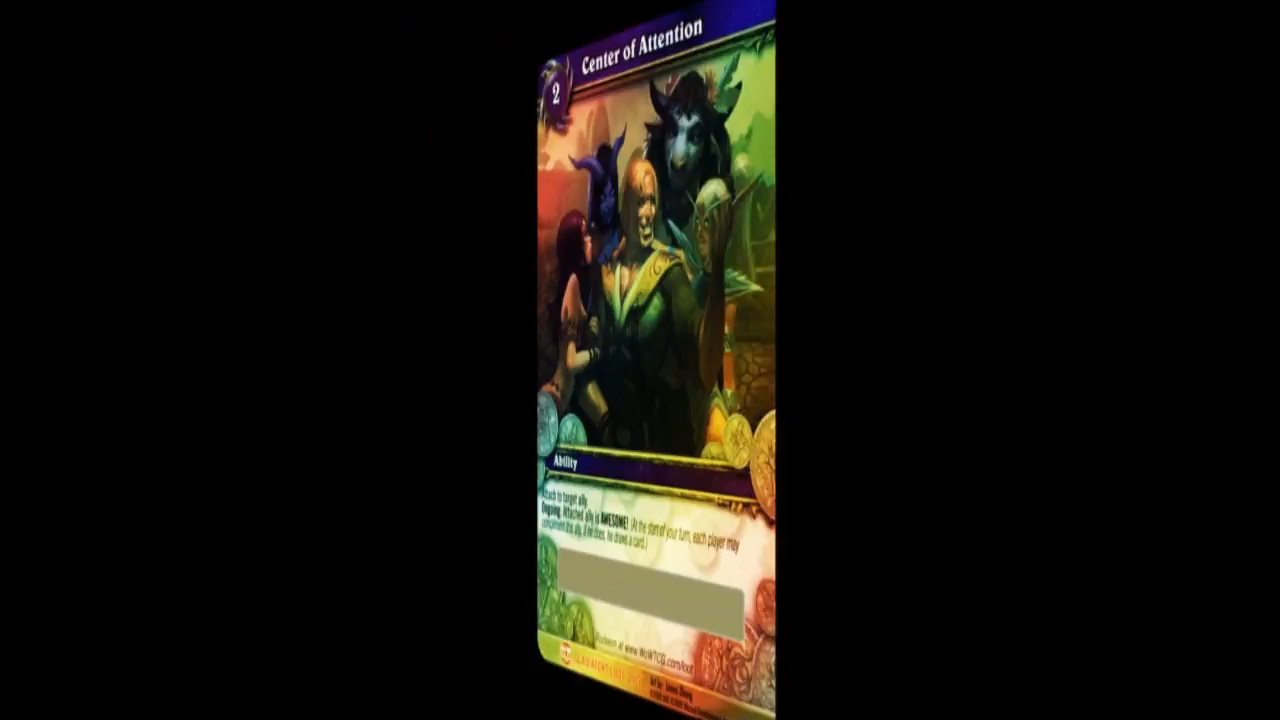 Center of Attention
2
Ability
Attach to target ally.
Ongoing: Attached ally is AWESOME! (At the start of your turn, each player may
compliment this ally. If he does, he draws a card.)
Redeem at www.WoWTCG.com/loot
Art by: